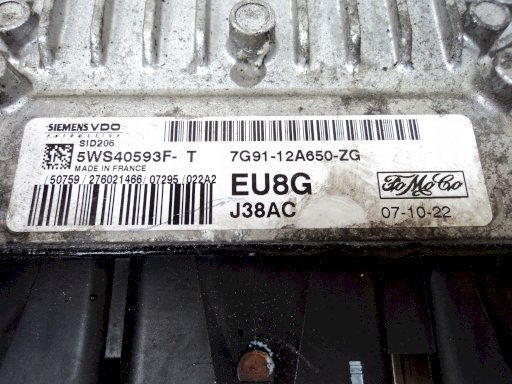 SIEMENS VDO
Automotive
SID206
5WS40593F- T 7G91-12A650-ZG
MADE IN FRANCE
/50759/276021466/07295/022A2
EU8G
FoMoCo
J38AC
07-10-22